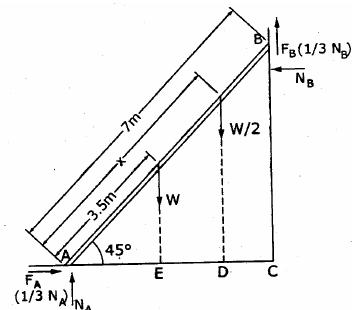 B
F_B (1/3 N_B)
N_B
7m
x
3.5m
W/2
W
A
45°
E
D
C
F_A
(1/3 N_A)
N_A